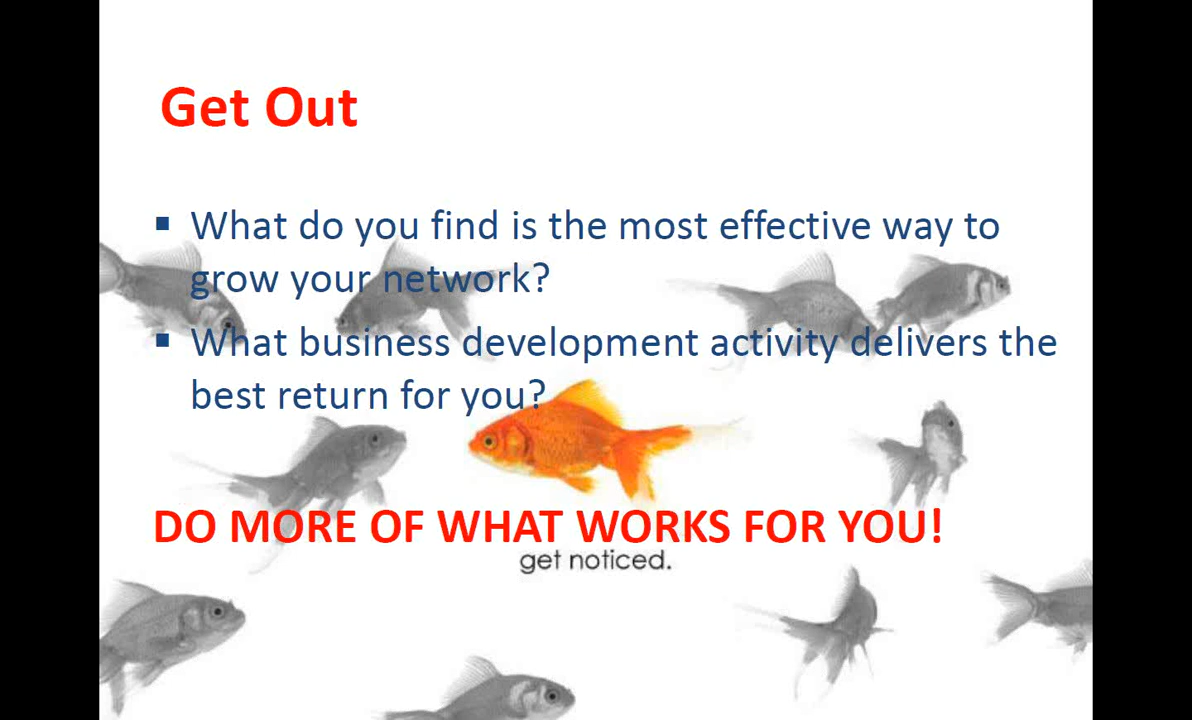 Get Out
▪ What do you find is the most effective way to
grow your network?
▪ What business development activity delivers the
best return for you?
DO MORE OF WHAT WORKS FOR YOU!
get noticed.